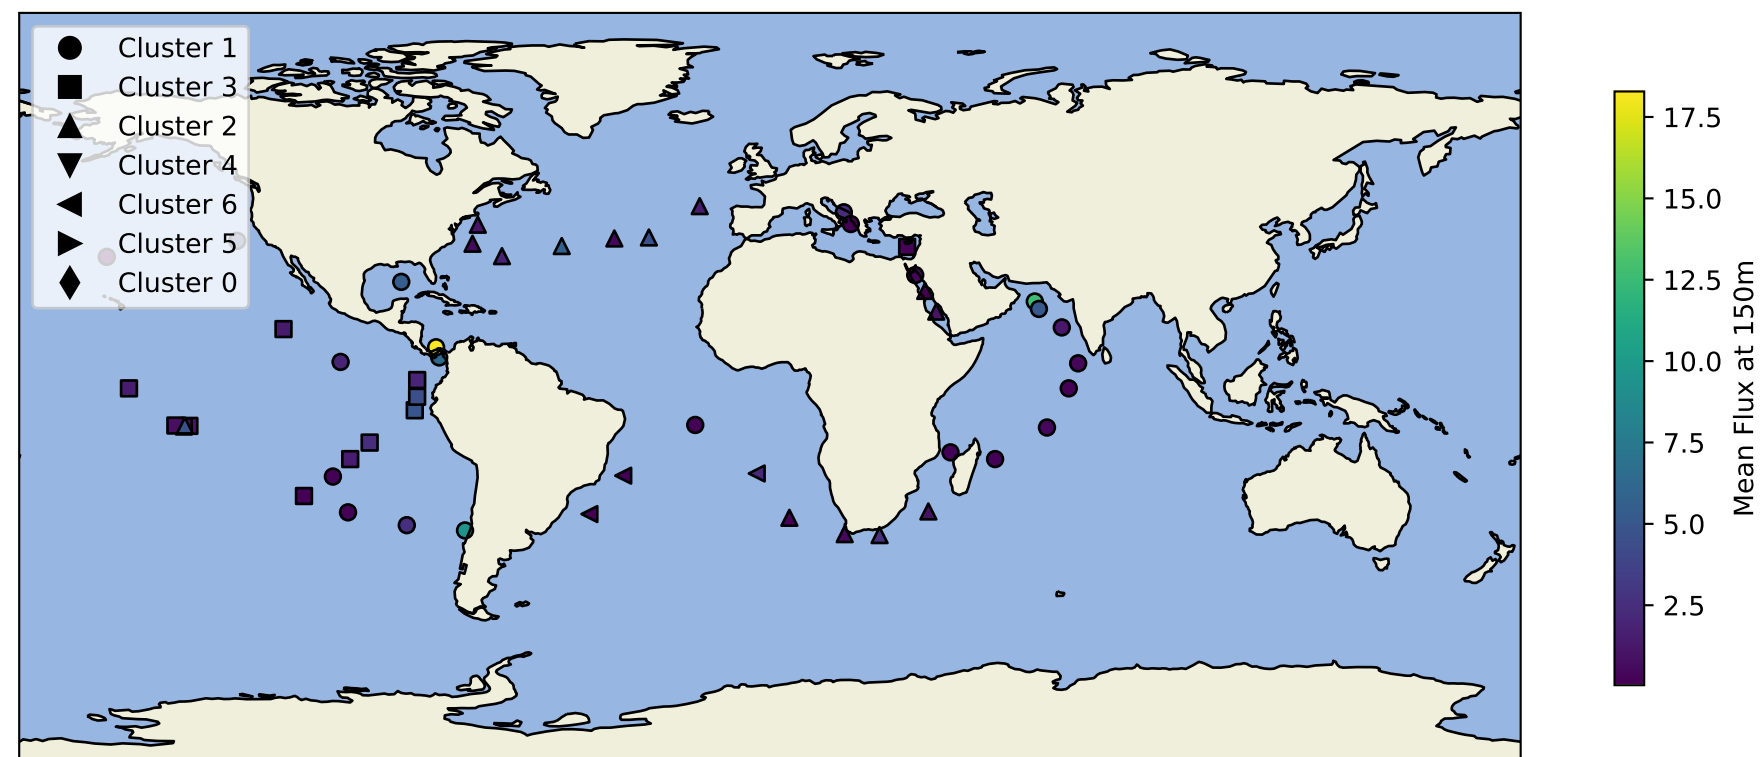 Cluster 1
Cluster 3
Cluster 2
Cluster 4
Cluster 6
Cluster 5
Cluster 0
17.5
15.0
12.5
10.0
7.5
5.0
2.5
Mean Flux at 150m